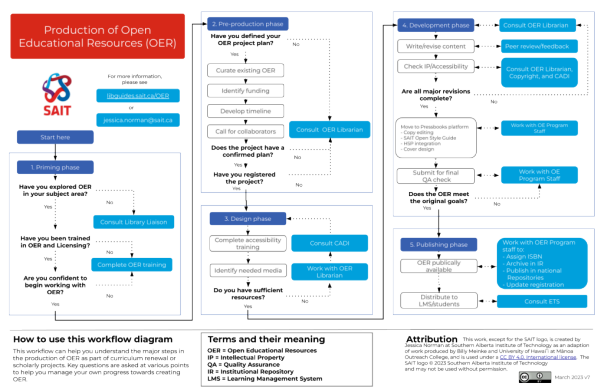 Production of Open
Educational Resources (OER)
SAIT
For more information,
please see
libguides.sait.ca/OER
or
jessica.norman@sait.ca
Start here
1. Priming phase
Have you explored OER
in your subject area?
No
Yes
Consult Library Liaison
Have you been trained
in OER and Licensing?
No
Yes
Complete OER training
Are you confident to
begin working with
OER?
Yes
2. Pre-production phase
Have you defined your
OER project plan?
No
Yes
Curate existing OER
Identify funding
Develop timeline
Call for collaborators
Consult OER Librarian
Does the project have a
confirmed plan?
No
Yes
Have you registered
the project?
No
Yes
3. Design phase
Complete accessibility
training
Consult CADI
Identify needed media
Work with OER
Librarian
Do you have sufficient
resources?
No
Yes
4. Development phase
Consult OER Librarian
Write/revise content
Peer review/feedback
Check IP/Accessibility
Consult OER Librarian,
Copyright, and CADI
Are all major revisions
complete?
No
Yes
Move to Pressbooks platform
- Copy editing
- SAIT Open Style Guide
- H5P integration
- Cover design
Work with OE Program
Staff
Submit for final
QA check
Work with OE
Program Staff
Does the OER meet
the original goals?
No
Yes
5. Publishing phase
OER publically
available
Work with OER Program
staff to:
- Assign ISBN
- Archive in IR
- Publish in national
Repositories
- Update registration
Distribute to
LMS/students
Consult ETS
How to use this workflow diagram
This workflow can help you understand the major steps in
the production of OER as part of curriculum renewal or
scholarly projects. Key questions are asked at various points
to help you manage your own progress towards creating
OER.
Terms and their meaning
OER = Open Educational Resources
IP = Intellectual Property
QA = Quality Assurance
IR = Institutional Repository
LMS = Learning Management System
Attribution This work, except for the SAIT logo, is created by
Jessica Norman at Southern Alberta Institute of Technology as an adaption
of work produced by Billy Meinke and University of Hawai'i at Mānoa
Outreach College, and is used under a CC BY 4.0 International license. The
SAIT logo © 2023 Southern Alberta Institute of Technology
and may not be used without permission.
March 2023 v7